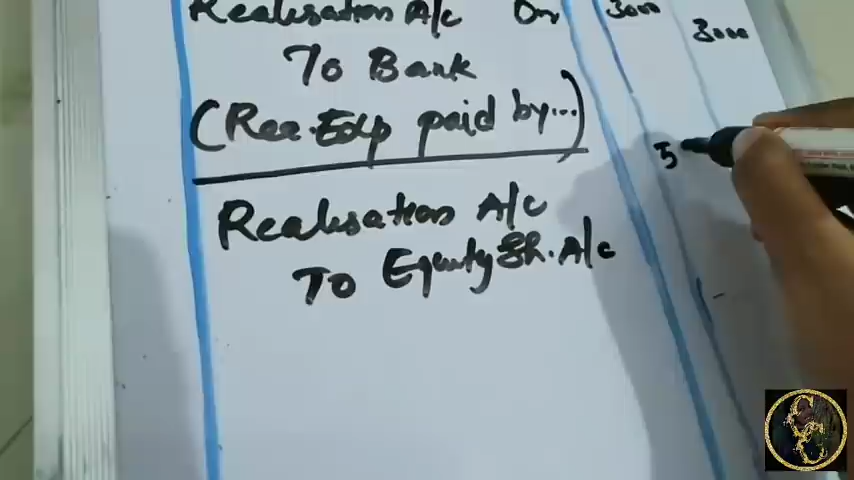 Realisation A/c Dr 3000
To Bank 3000
(Rea. Exp paid by...)
Realisation A/c 5
To Equity Sh. A/c